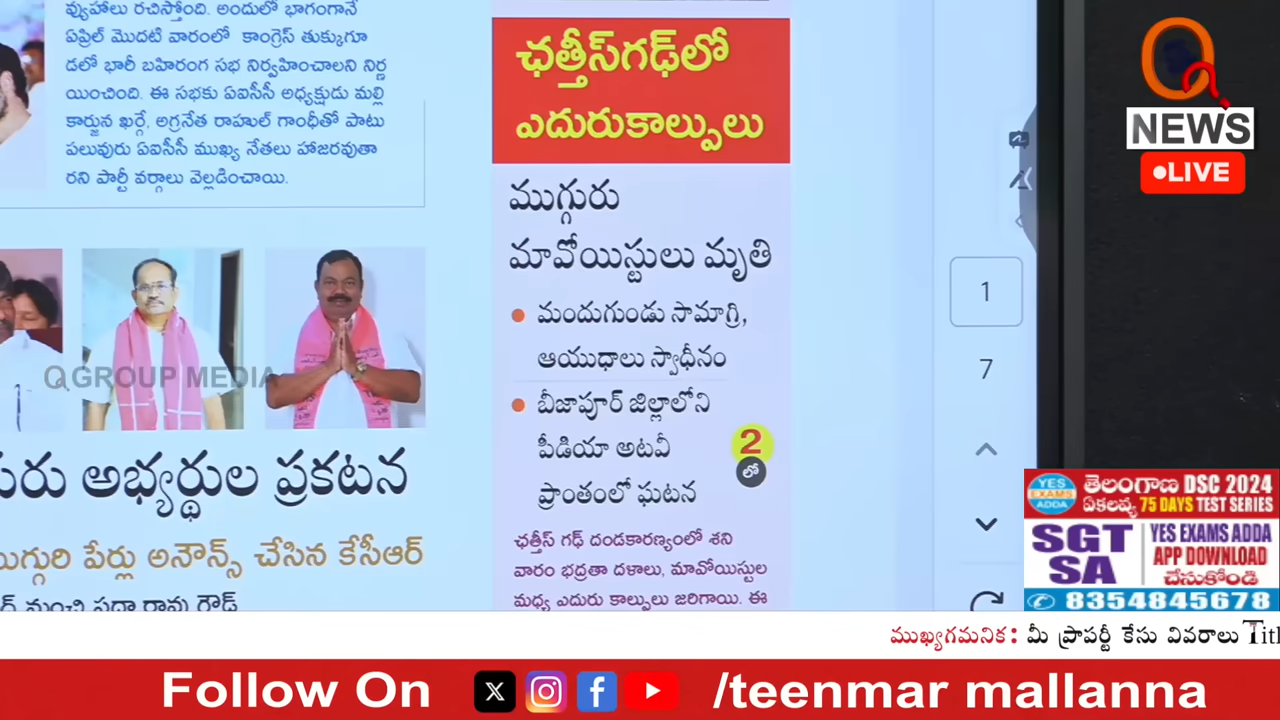 వ్యుహాలు రచిస్తోంది. అందులో భాగంగానే
ఏప్రిల్ మొదటి వారంలో కాంగ్రెస్ తుక్కుగూ
డలో భారీ బహిరంగ సభ నిర్వహించాలని నిర్ణ
యించింది. ఈ సభకు ఏఐసీసీ అధ్యక్షుడు మల్లి
కార్జున ఖర్గే, అగ్రనేత రాహుల్ గాంధీతో పాటు
పలువురు ఏఐసీసీ ముఖ్య నేతలు హాజరవుతా
రని పార్టీ వర్గాలు వెల్లడించాయి.
Q GROUP MEDIA
అభ్యర్థుల ప్రకటన
పేర్లు అనౌన్స్ చేసిన కేసీఆర్
ఛత్తీస్‌గఢ్‌లో
ఎదురుకాల్పులు
ముగ్గురు
మావోయిస్టులు మృతి
మందుగుండు సామాగ్రి,
ఆయుధాలు స్వాధీనం
బీజాపూర్ జిల్లాలోని
పీడియా అటవీ
ప్రాంతంలో ఘటన
2
లో
ఛత్తీస్ గఢ్ దండకారణ్యంలో శని
వారం భద్రతా దళాలు, మావోయిస్టుల
మధ్య ఎదురు కాల్పులు జరిగాయి. ఈ
1
7
Q
NEWS
LIVE
YES EXAMS ADDA
తెలంగాణ DSC 2024
ఏకలవ్య 75 DAYS TEST SERIES
SGT
SA
YES EXAMS ADDA
APP DOWNLOAD
చేసుకోండి
8354845678
ముఖ్యగమనిక: మీ ప్రాపర్టీ కేసు వివరాలు Titl
Follow On X /teenmar mallanna